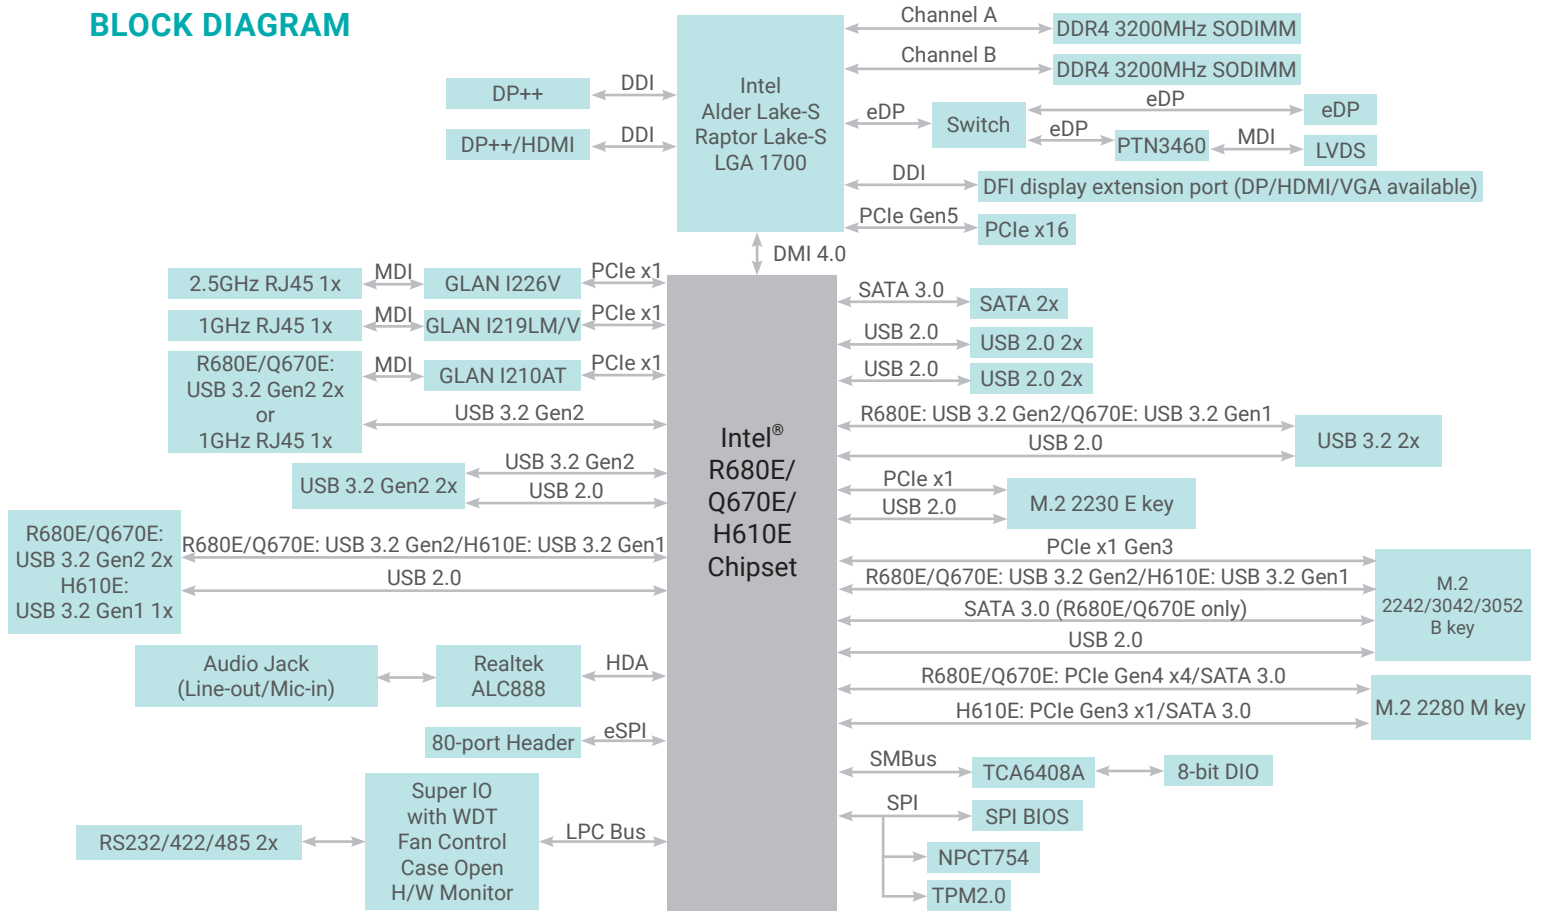 BLOCK DIAGRAM
DP++
DDI
DP++/HDMI
DDI
Intel
Alder Lake-S
Raptor Lake-S
LGA 1700
Channel A
DDR4 3200MHz SODIMM
Channel B
DDR4 3200MHz SODIMM
eDP
Switch
eDP
eDP
eDP
PTN3460
MDI
LVDS
DDI
DFI display extension port (DP/HDMI/VGA available)
PCIe Gen5
PCIe x16
DMI 4.0
2.5GHz RJ45 1x
MDI
GLAN I226V
PCIe x1
1GHz RJ45 1x
MDI
GLAN I219LM/V
PCIe x1
R680E/Q670E:
USB 3.2 Gen2 2x
or
1GHz RJ45 1x
MDI
GLAN I210AT
PCIe x1
USB 3.2 Gen2
USB 3.2 Gen2 2x
USB 3.2 Gen2
USB 2.0
R680E/Q670E:
USB 3.2 Gen2 2x
H610E:
USB 3.2 Gen1 1x
R680E/Q670E: USB 3.2 Gen2/H610E: USB 3.2 Gen1
USB 2.0
Audio Jack
(Line-out/Mic-in)
Realtek
ALC888
HDA
80-port Header
eSPI
RS232/422/485 2x
Super IO
with WDT
Fan Control
Case Open
H/W Monitor
LPC Bus
Intel®
R680E/
Q670E/
H610E
Chipset
SATA 3.0
SATA 2x
USB 2.0
USB 2.0 2x
USB 2.0
USB 2.0 2x
R680E: USB 3.2 Gen2/Q670E: USB 3.2 Gen1
USB 2.0
USB 3.2 2x
PCIe x1
USB 2.0
M.2 2230 E key
PCIe x1 Gen3
R680E/Q670E: USB 3.2 Gen2/H610E: USB 3.2 Gen1
SATA 3.0 (R680E/Q670E only)
USB 2.0
M.2
2242/3042/3052
B key
R680E/Q670E: PCIe Gen4 x4/SATA 3.0
H610E: PCIe Gen3 x1/SATA 3.0
M.2 2280 M key
SMBus
TCA6408A
8-bit DIO
SPI
SPI BIOS
NPCT754
TPM2.0